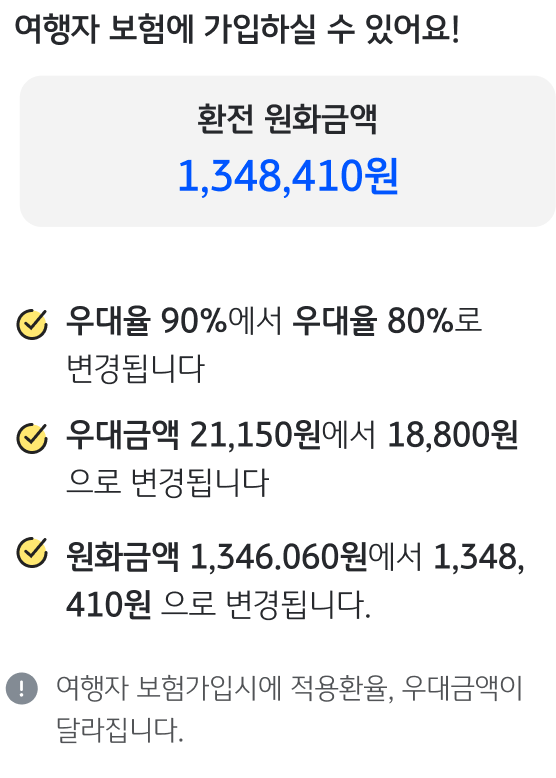 여행자 보험에 가입하실 수 있어요!
환전 원화금액
1,348,410원
우대율 90%에서 우대율 80%로
변경됩니다
우대금액 21,150원에서 18,800원
으로 변경됩니다
원화금액 1,346.060원에서 1,348,
410원 으로 변경됩니다.
여행자 보험가입시에 적용환율, 우대금액이
달라집니다.